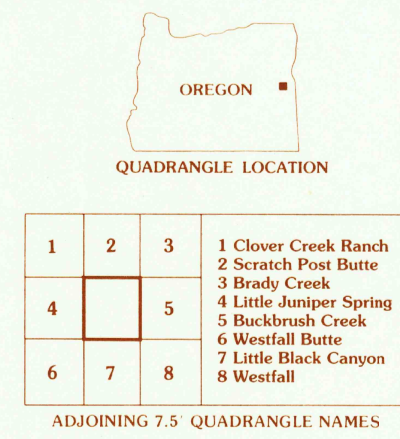 OREGON
QUADRANGLE LOCATION
1 2 3
4 5
6 7 8
1 Clover Creek Ranch
2 Scratch Post Butte
3 Brady Creek
4 Little Juniper Spring
5 Buckbrush Creek
6 Westfall Butte
7 Little Black Canyon
8 Westfall
ADJOINING 7.5' QUADRANGLE NAMES